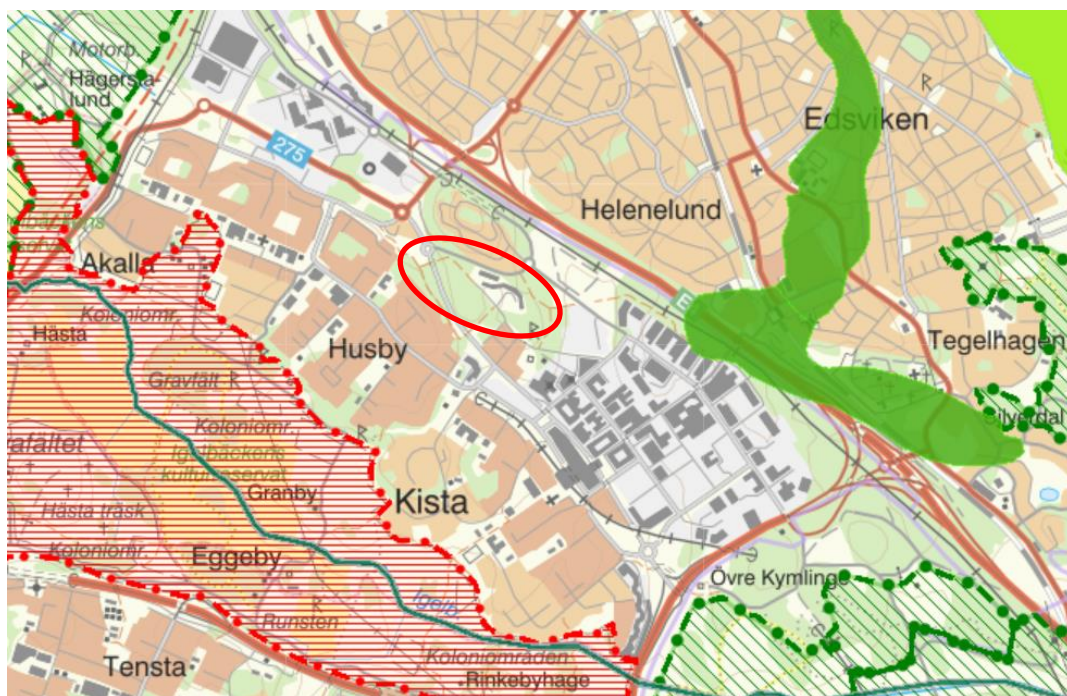 Motorb.
Hägersta-
lund
275
Edsviken
Helenelund
E
Akalla
Koloniomr.
Hästa
Husby
Tegelhagen
Silverdal
Gravfält
Koloniomr.
Igelbäckens
kulturreservat
Granby
Kista
Hästa träsk
Koloniomr.
Eggeby
Övre Kymlinge
Igelb
Runsten
Tensta
Koloniområden
Rinkebyhage